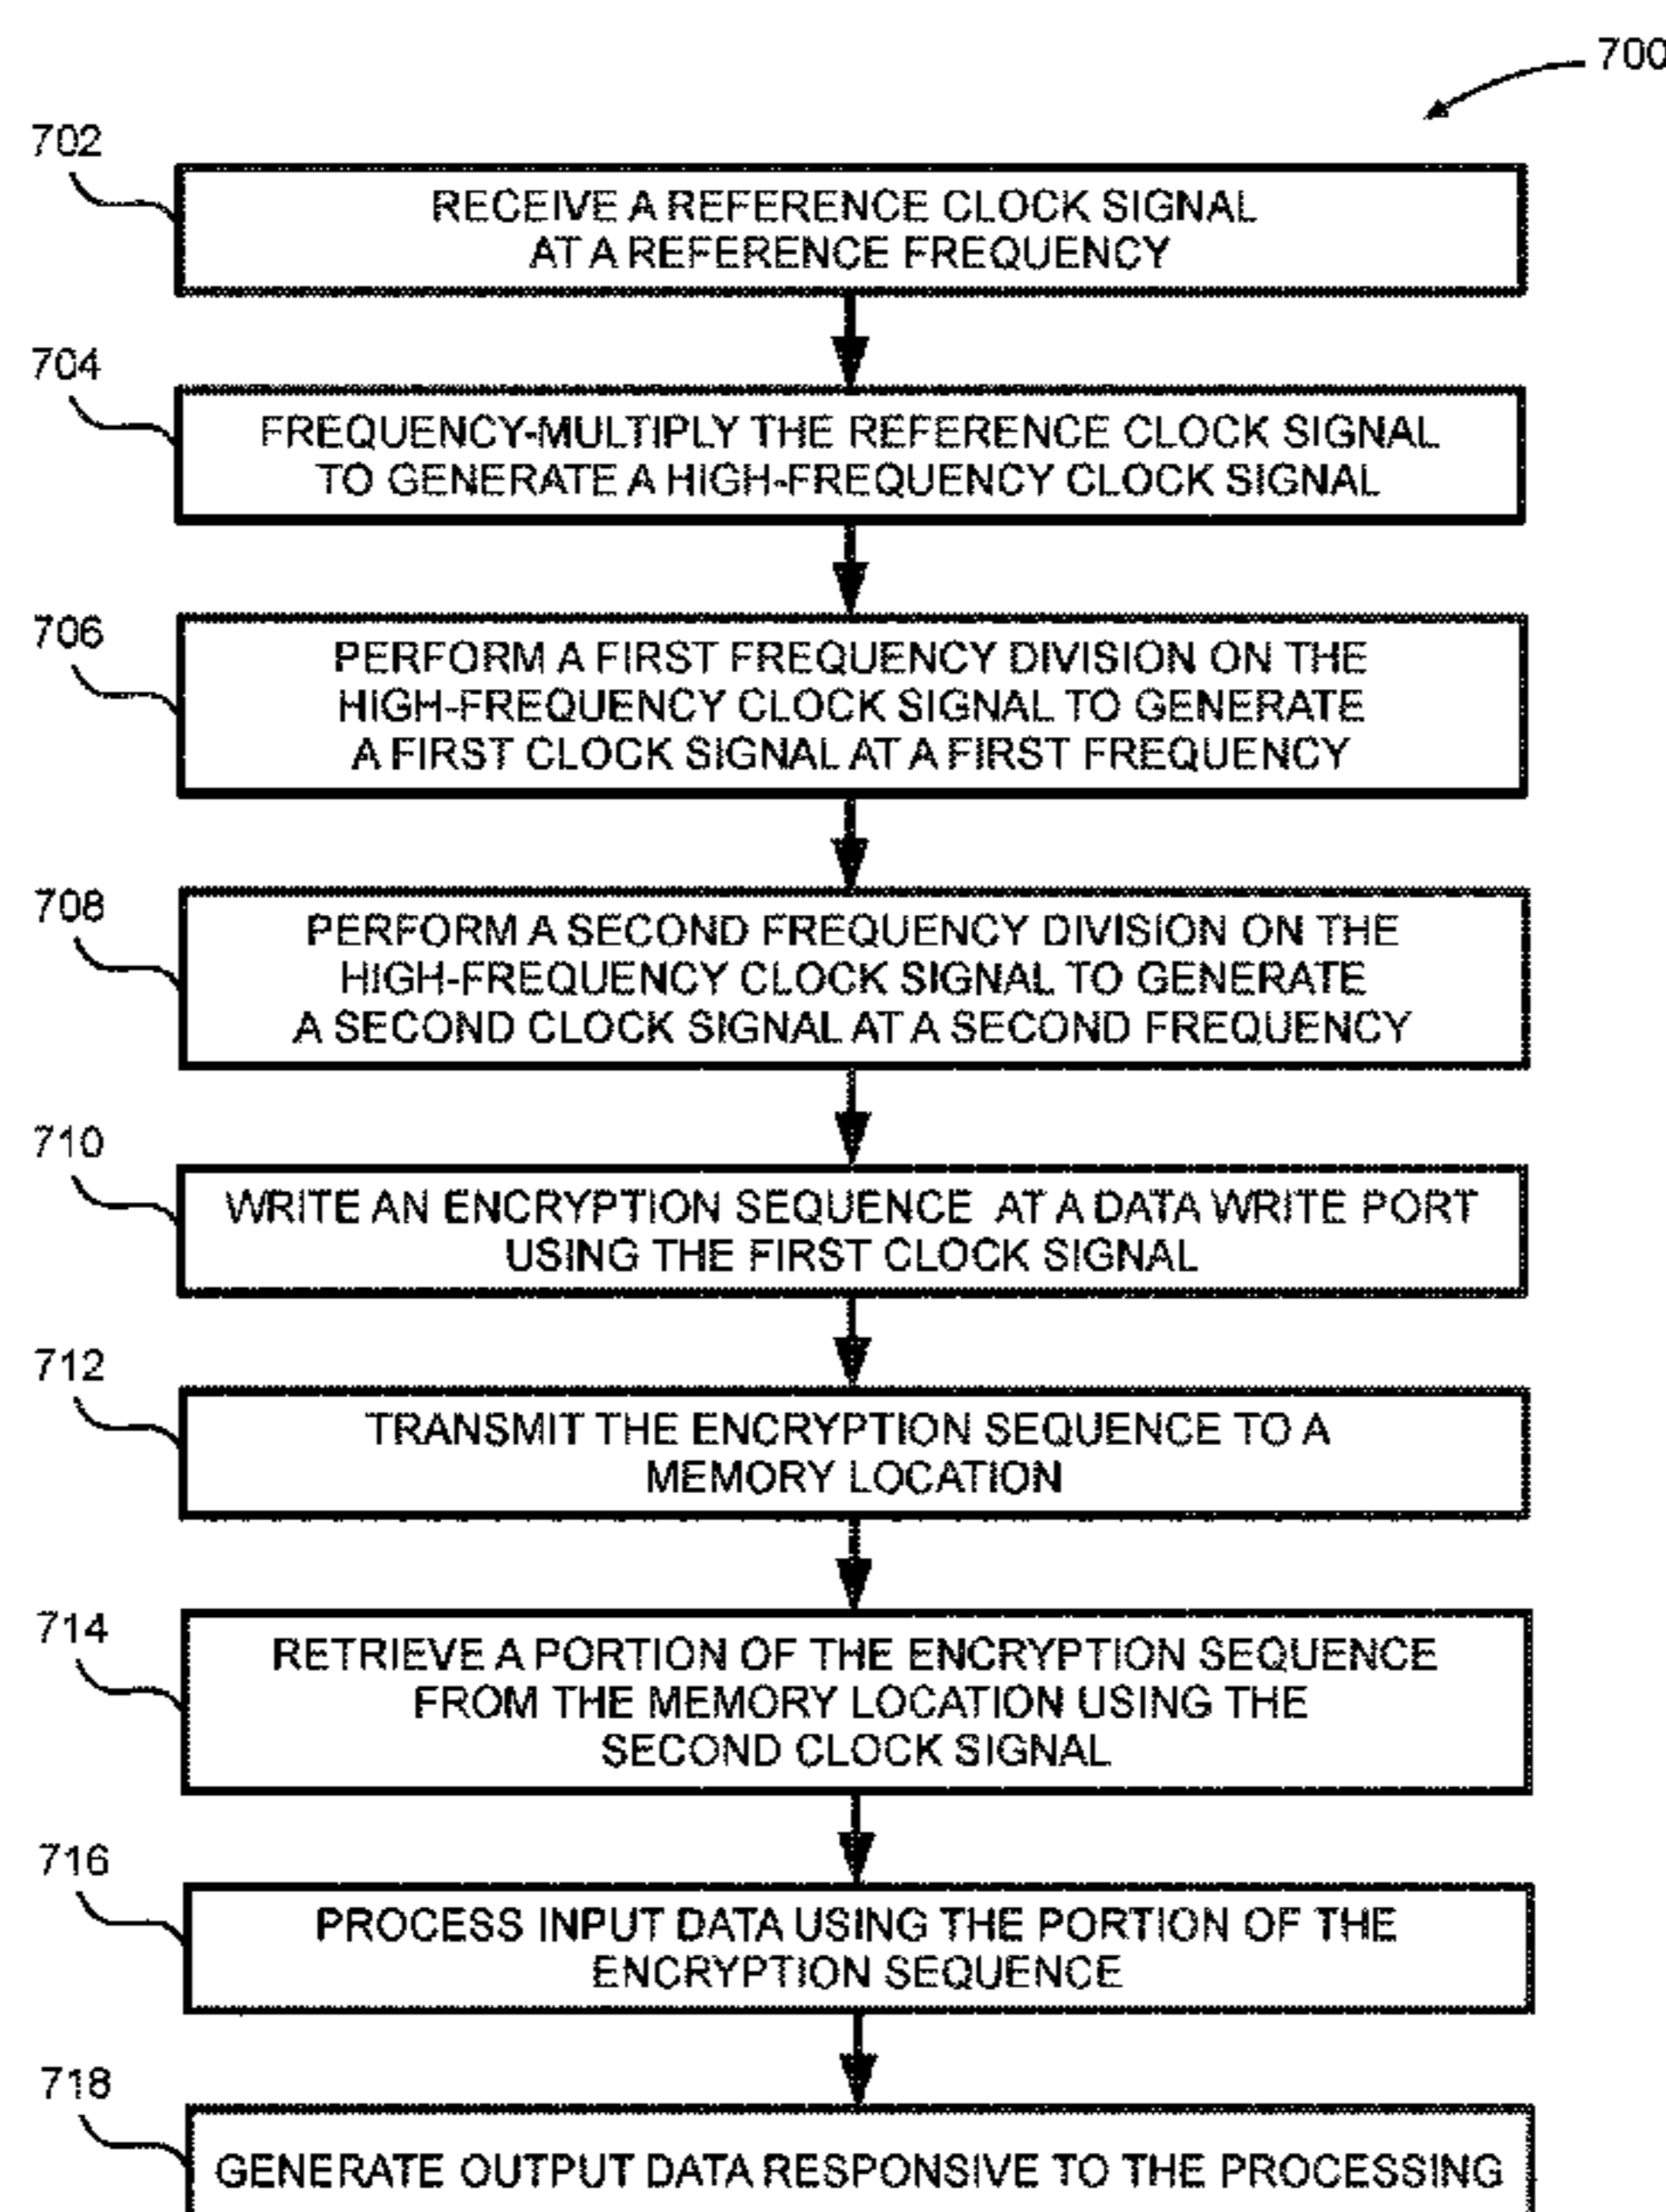 700
702
RECEIVE A REFERENCE CLOCK SIGNAL
AT A REFERENCE FREQUENCY
704
FREQUENCY-MULTIPLY THE REFERENCE CLOCK SIGNAL
TO GENERATE A HIGH-FREQUENCY CLOCK SIGNAL
706
PERFORM A FIRST FREQUENCY DIVISION ON THE
HIGH-FREQUENCY CLOCK SIGNAL TO GENERATE
A FIRST CLOCK SIGNAL AT A FIRST FREQUENCY
708
PERFORM A SECOND FREQUENCY DIVISION ON THE
HIGH-FREQUENCY CLOCK SIGNAL TO GENERATE
A SECOND CLOCK SIGNAL AT A SECOND FREQUENCY
710
WRITE AN ENCRYPTION SEQUENCE AT A DATA WRITE PORT
USING THE FIRST CLOCK SIGNAL
712
TRANSMIT THE ENCRYPTION SEQUENCE TO A
MEMORY LOCATION
714
RETRIEVE A PORTION OF THE ENCRYPTION SEQUENCE
FROM THE MEMORY LOCATION USING THE
SECOND CLOCK SIGNAL
716
PROCESS INPUT DATA USING THE PORTION OF THE
ENCRYPTION SEQUENCE
718
GENERATE OUTPUT DATA RESPONSIVE TO THE PROCESSING